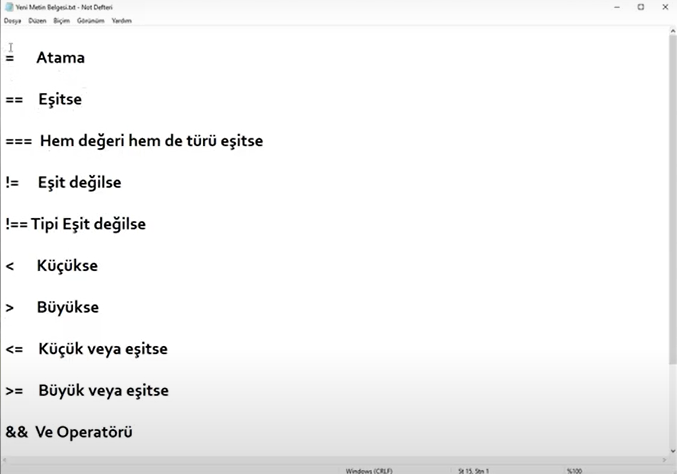 Yeni Metin Belgesi.txt - Not Defteri
Dosya Düzen Biçim Görünüm Yardım
= Atama
== Eşitse
=== Hem değeri hem de türü eşitse
!= Eşit değilse
!== Tipi Eşit değilse
< Küçükse
> Büyükse
<= Küçük veya eşitse
>= Büyük veya eşitse
&& Ve Operatörü
Windows (CRLF) St 15, Stn 1 %100